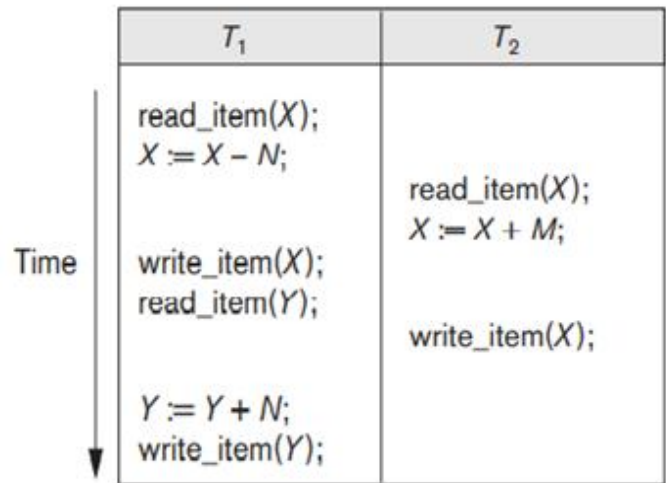 T₁ T₂
read_item(X);
X := X – N;
read_item(X);
X := X + M;
Time
write_item(X);
read_item(Y);
write_item(X);
Y := Y + N;
write_item(Y);